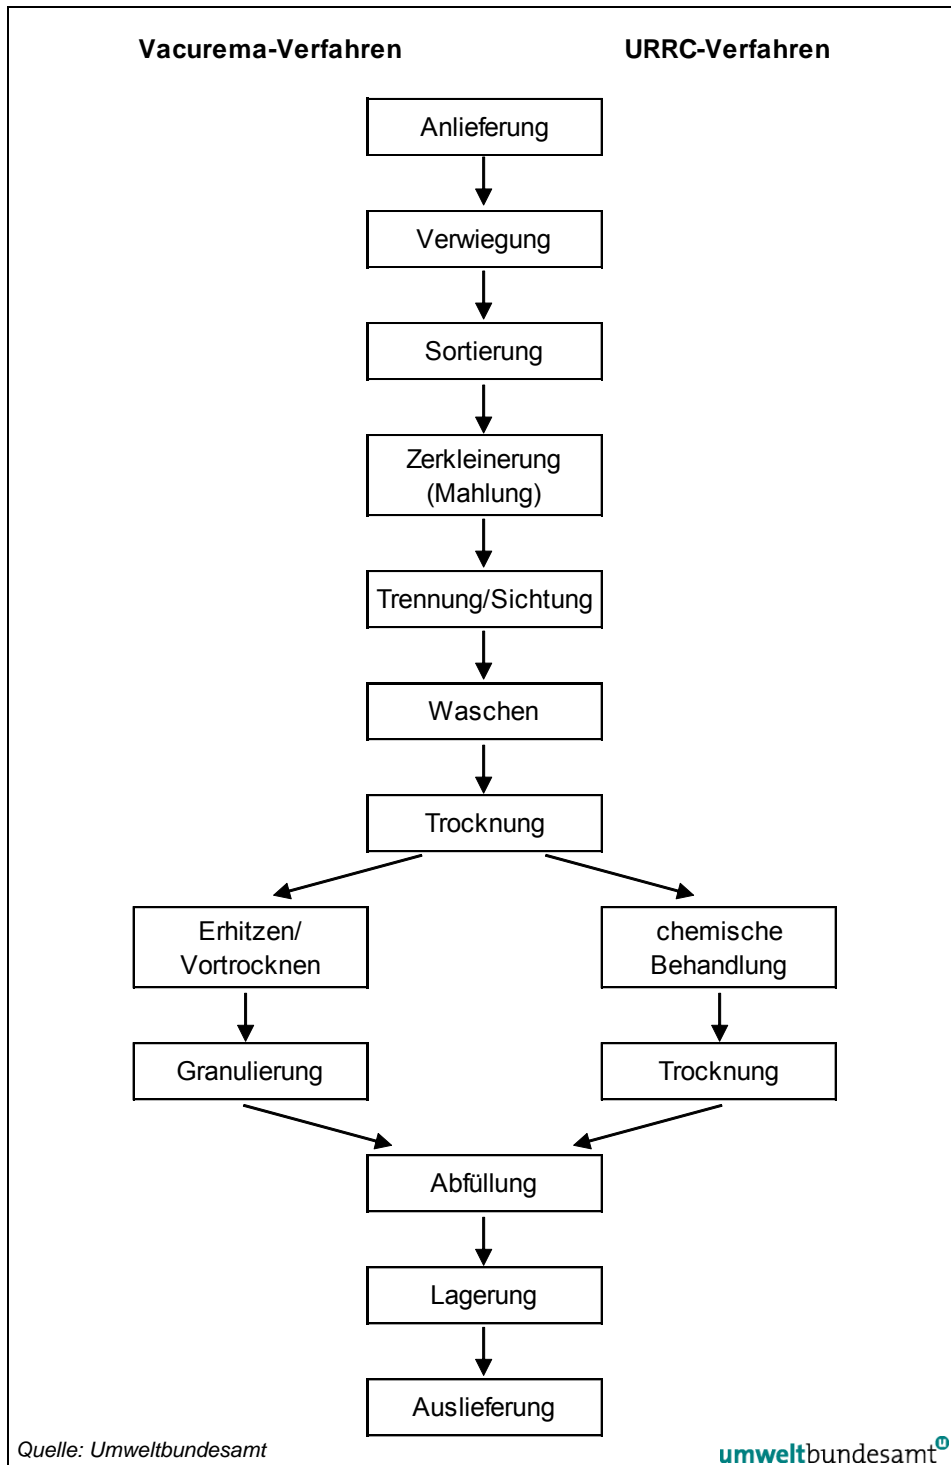 Vacurema-Verfahren
URRC-Verfahren
Anlieferung
Verwiegung
Sortierung
Zerkleinerung
(Mahlung)
Trennung/Sichtung
Waschen
Trocknung
Erhitzen/
Vortrocknen
chemische
Behandlung
Granulierung
Trocknung
Abfüllung
Lagerung
Auslieferung
Quelle: Umweltbundesamt
umweltbundesamt u